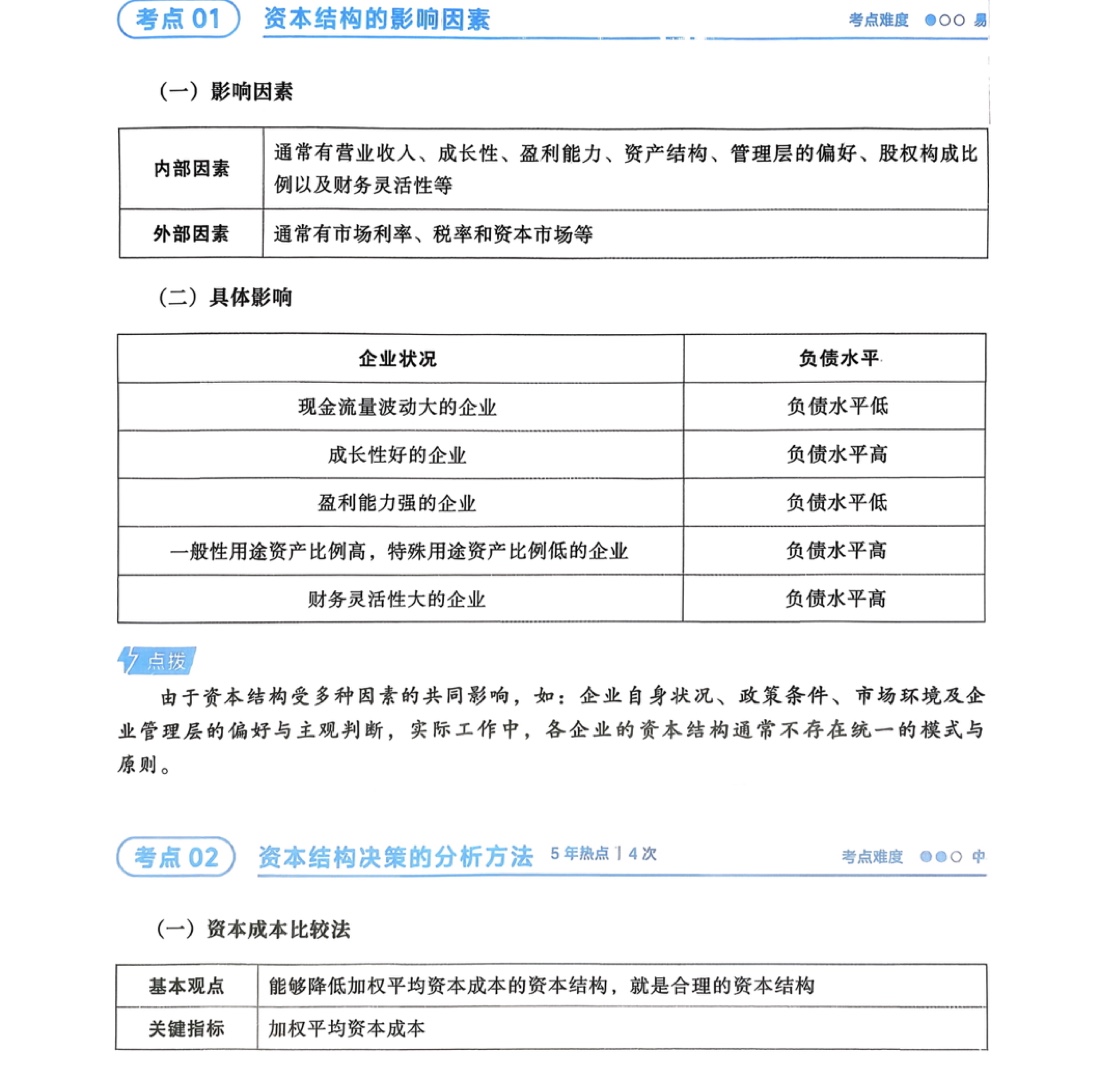 考点 01 资本结构的影响因素 考点难度 易
（一）影响因素
内部因素 通常有营业收入、成长性、盈利能力、资产结构、管理层的偏好、股权构成比
例以及财务灵活性等
外部因素 通常有市场利率、税率和资本市场等
（二）具体影响
企业状况 负债水平
现金流量波动大的企业 负债水平低
成长性好的企业 负债水平高
盈利能力强的企业 负债水平低
一般性用途资产比例高，特殊用途资产比例低的企业 负债水平高
财务灵活性大的企业 负债水平高
点拨
由于资本结构受多种因素的共同影响，如：企业自身状况、政策条件、市场环境及企
业管理层的偏好与主观判断，实际工作中，各企业的资本结构通常不存在统一的模式与
原则。
考点 02 资本结构决策的分析方法 5 年热点 | 4 次 考点难度 中
（一）资本成本比较法
基本观点 能够降低加权平均资本成本的资本结构，就是合理的资本结构
关键指标 加权平均资本成本